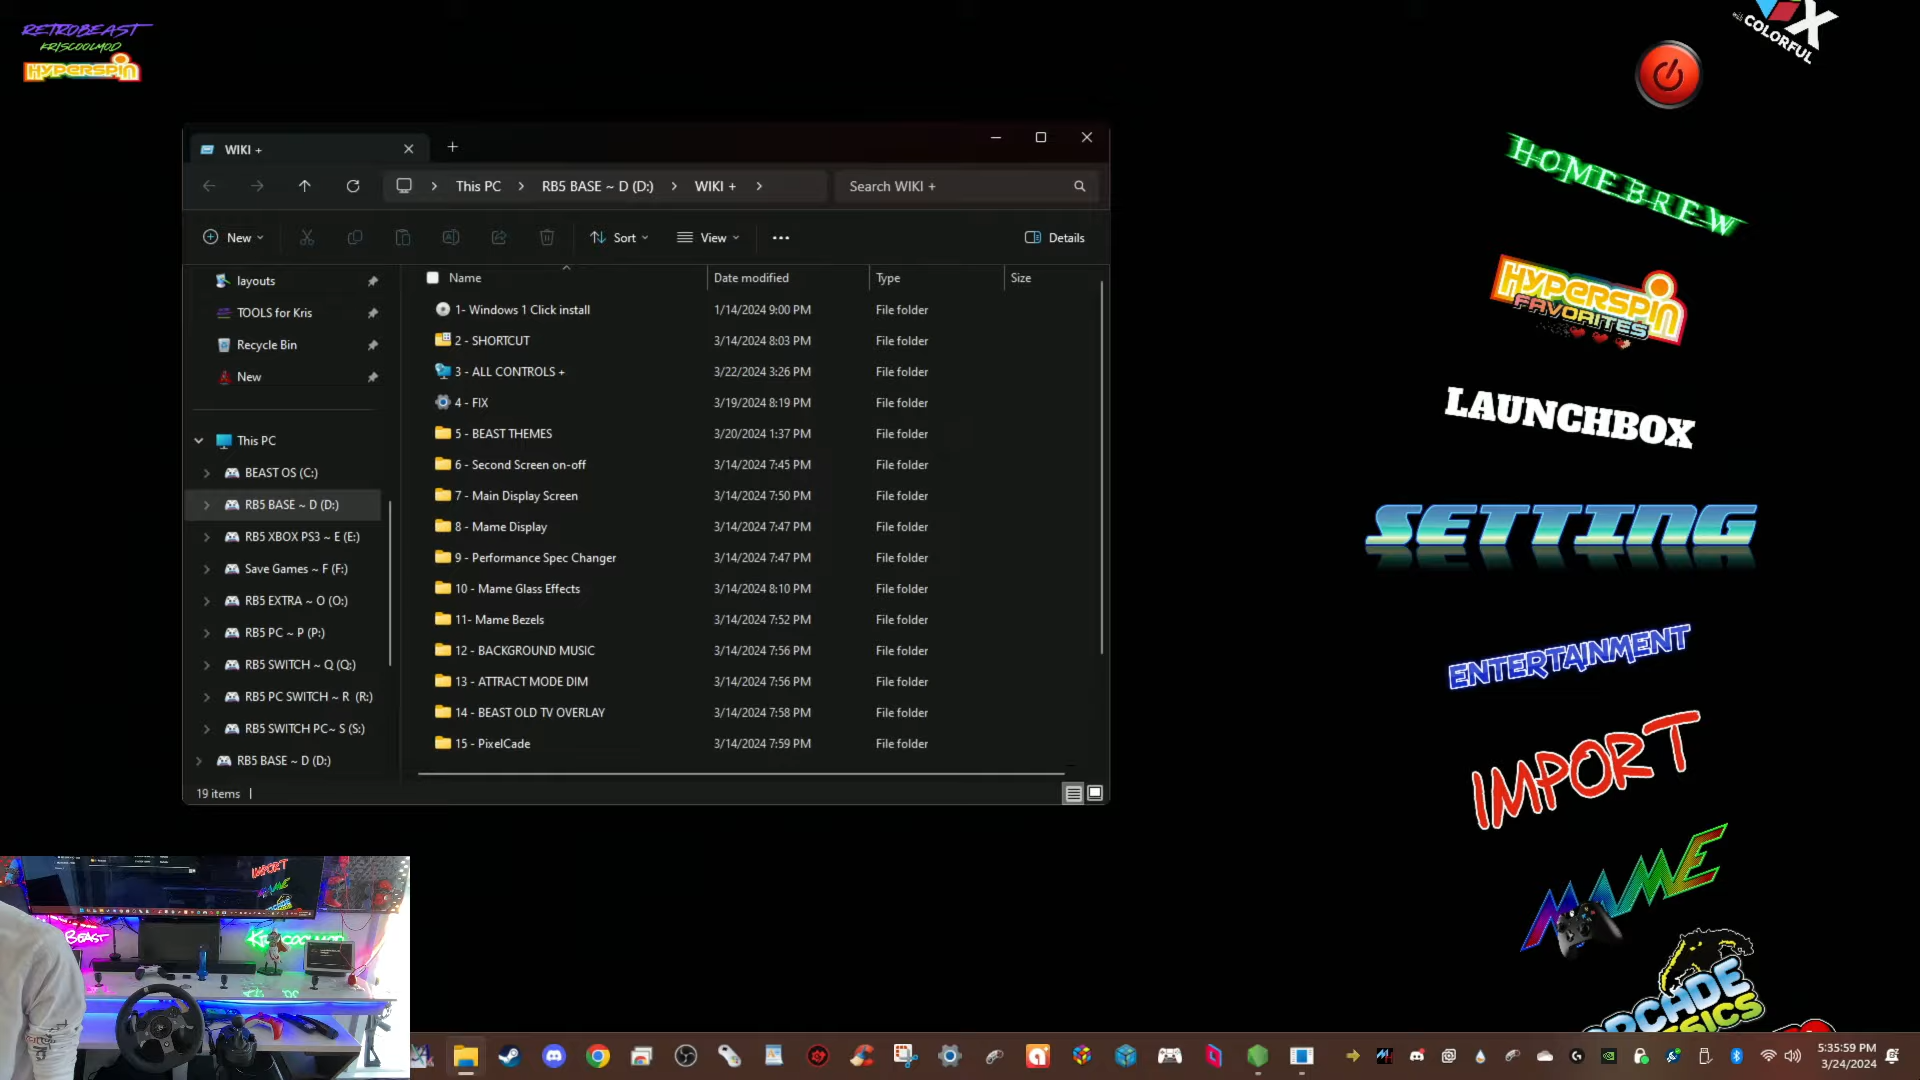 RETROBEAST
KRISCOOLMOD
HYPERSPIN
COLORFUL
X
WIKI +
This PC
RB5 BASE ~ D (D:)
WIKI +
Search WIKI +
New
Sort
View
Details
layouts
TOOLS for Kris
Recycle Bin
New
This PC
BEAST OS (C:)
RB5 BASE ~ D (D:)
RB5 XBOX PS3 ~ E (E:)
Save Games ~ F (F:)
RB5 EXTRA ~ O (O:)
RB5 PC ~ P (P:)
RB5 SWITCH ~ Q (Q:)
RB5 PC SWITCH ~ R (R:)
RB5 SWITCH PC~ S (S:)
RB5 BASE ~ D (D:)
Name Date modified Type Size
1- Windows 1 Click install 1/14/2024 9:00 PM File folder
2 - SHORTCUT 3/14/2024 8:03 PM File folder
3 - ALL CONTROLS + 3/22/2024 3:26 PM File folder
4 - FIX 3/19/2024 8:19 PM File folder
5 - BEAST THEMES 3/20/2024 1:37 PM File folder
6 - Second Screen on-off 3/14/2024 7:45 PM File folder
7 - Main Display Screen 3/14/2024 7:50 PM File folder
8 - Mame Display 3/14/2024 7:47 PM File folder
9 - Performance Spec Changer 3/14/2024 7:47 PM File folder
10 - Mame Glass Effects 3/14/2024 8:10 PM File folder
11- Mame Bezels 3/14/2024 7:52 PM File folder
12 - BACKGROUND MUSIC 3/14/2024 7:56 PM File folder
13 - ATTRACT MODE DIM 3/14/2024 7:56 PM File folder
14 - BEAST OLD TV OVERLAY 3/14/2024 7:58 PM File folder
15 - PixelCade 3/14/2024 7:59 PM File folder
19 items
HOMEBREW
HYPERSPIN
FAVORITES
LAUNCHBOX
SETTING
ENTERTAINMENT
IMPORT
MAME
ARCADE
CLASSICS
IMPORT
MAME
BEAST
KRISCOOLMOD
5:35:59 PM
3/24/2024